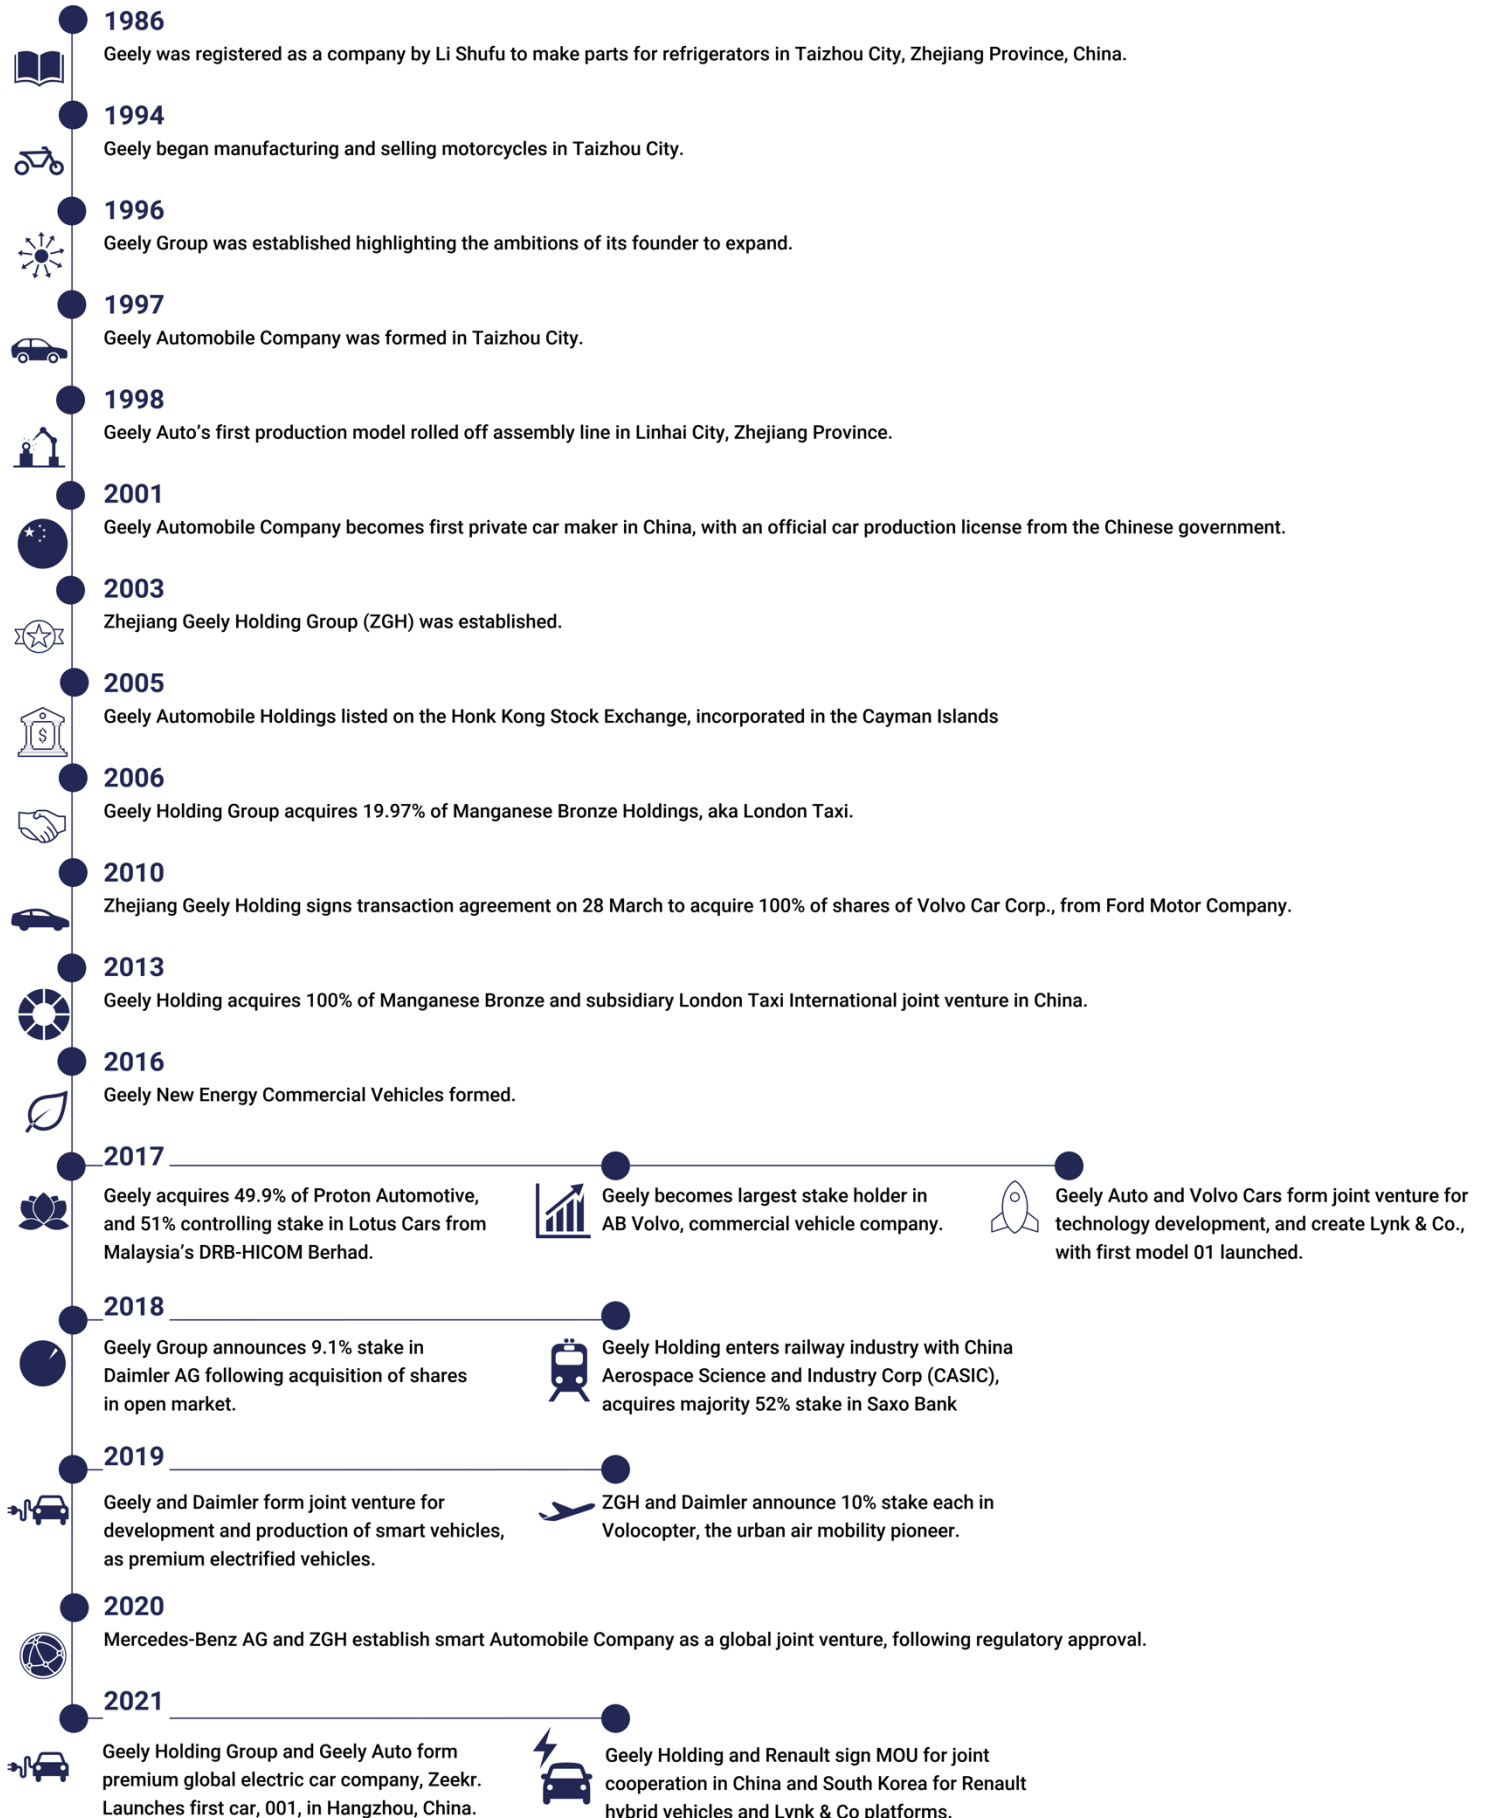 1986
Geely was registered as a company by Li Shufu to make parts for refrigerators in Taizhou City, Zhejiang Province, China.
1994
Geely began manufacturing and selling motorcycles in Taizhou City.
1996
Geely Group was established highlighting the ambitions of its founder to expand.
1997
Geely Automobile Company was formed in Taizhou City.
1998
Geely Auto’s first production model rolled off assembly line in Linhai City, Zhejiang Province.
2001
Geely Automobile Company becomes first private car maker in China, with an official car production license from the Chinese government.
2003
Zhejiang Geely Holding Group (ZGH) was established.
2005
Geely Automobile Holdings listed on the Honk Kong Stock Exchange, incorporated in the Cayman Islands
2006
Geely Holding Group acquires 19.97% of Manganese Bronze Holdings, aka London Taxi.
2010
Zhejiang Geely Holding signs transaction agreement on 28 March to acquire 100% of shares of Volvo Car Corp., from Ford Motor Company.
2013
Geely Holding acquires 100% of Manganese Bronze and subsidiary London Taxi International joint venture in China.
2016
Geely New Energy Commercial Vehicles formed.
2017
Geely acquires 49.9% of Proton Automotive,
and 51% controlling stake in Lotus Cars from
Malaysia’s DRB-HICOM Berhad.
Geely becomes largest stake holder in
AB Volvo, commercial vehicle company.
Geely Auto and Volvo Cars form joint venture for
technology development, and create Lynk & Co.,
with first model 01 launched.
2018
Geely Group announces 9.1% stake in
Daimler AG following acquisition of shares
in open market.
Geely Holding enters railway industry with China
Aerospace Science and Industry Corp (CASIC),
acquires majority 52% stake in Saxo Bank
2019
Geely and Daimler form joint venture for
development and production of smart vehicles,
as premium electrified vehicles.
ZGH and Daimler announce 10% stake each in
Volocopter, the urban air mobility pioneer.
2020
Mercedes-Benz AG and ZGH establish smart Automobile Company as a global joint venture, following regulatory approval.
2021
Geely Holding Group and Geely Auto form
premium global electric car company, Zeekr.
Launches first car, 001, in Hangzhou, China.
Geely Holding and Renault sign MOU for joint
cooperation in China and South Korea for Renault
hybrid vehicles and Lynk & Co platforms.